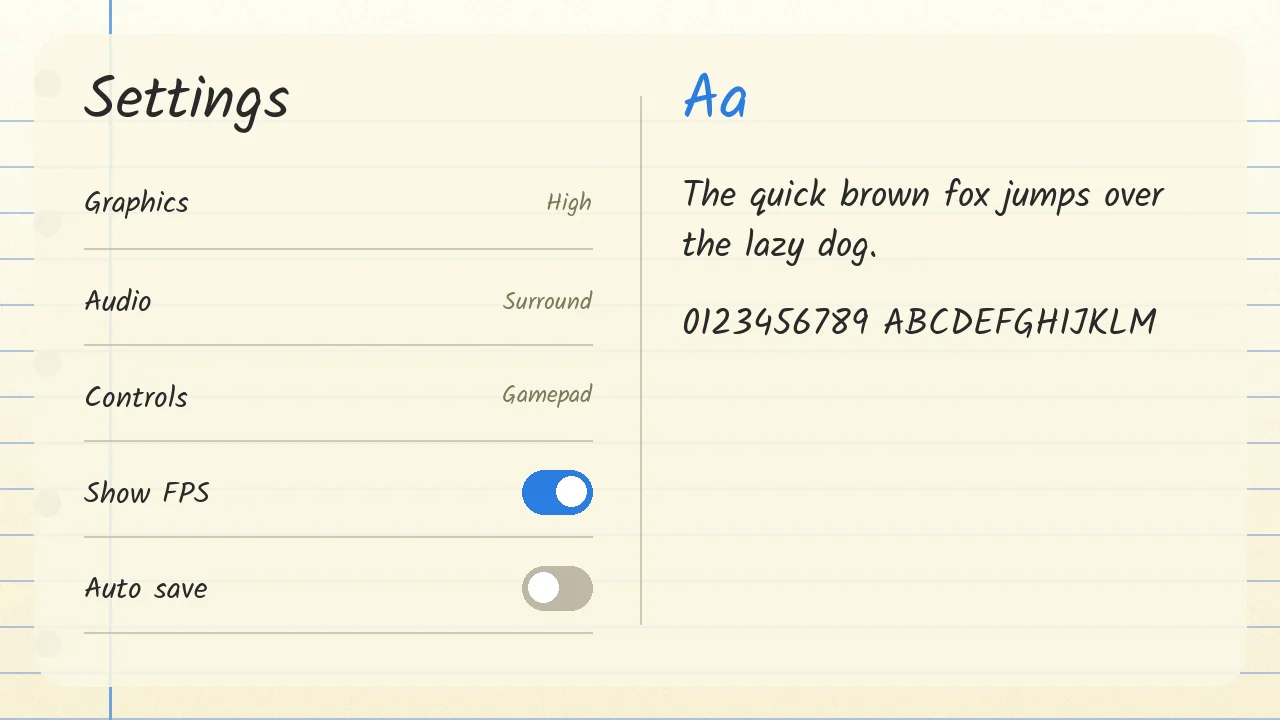 Settings
Graphics High
Audio Surround
Controls Gamepad
Show FPS
Auto save
Aa
The quick brown fox jumps over
the lazy dog.
0123456789 ABCDEFGHIJKLM